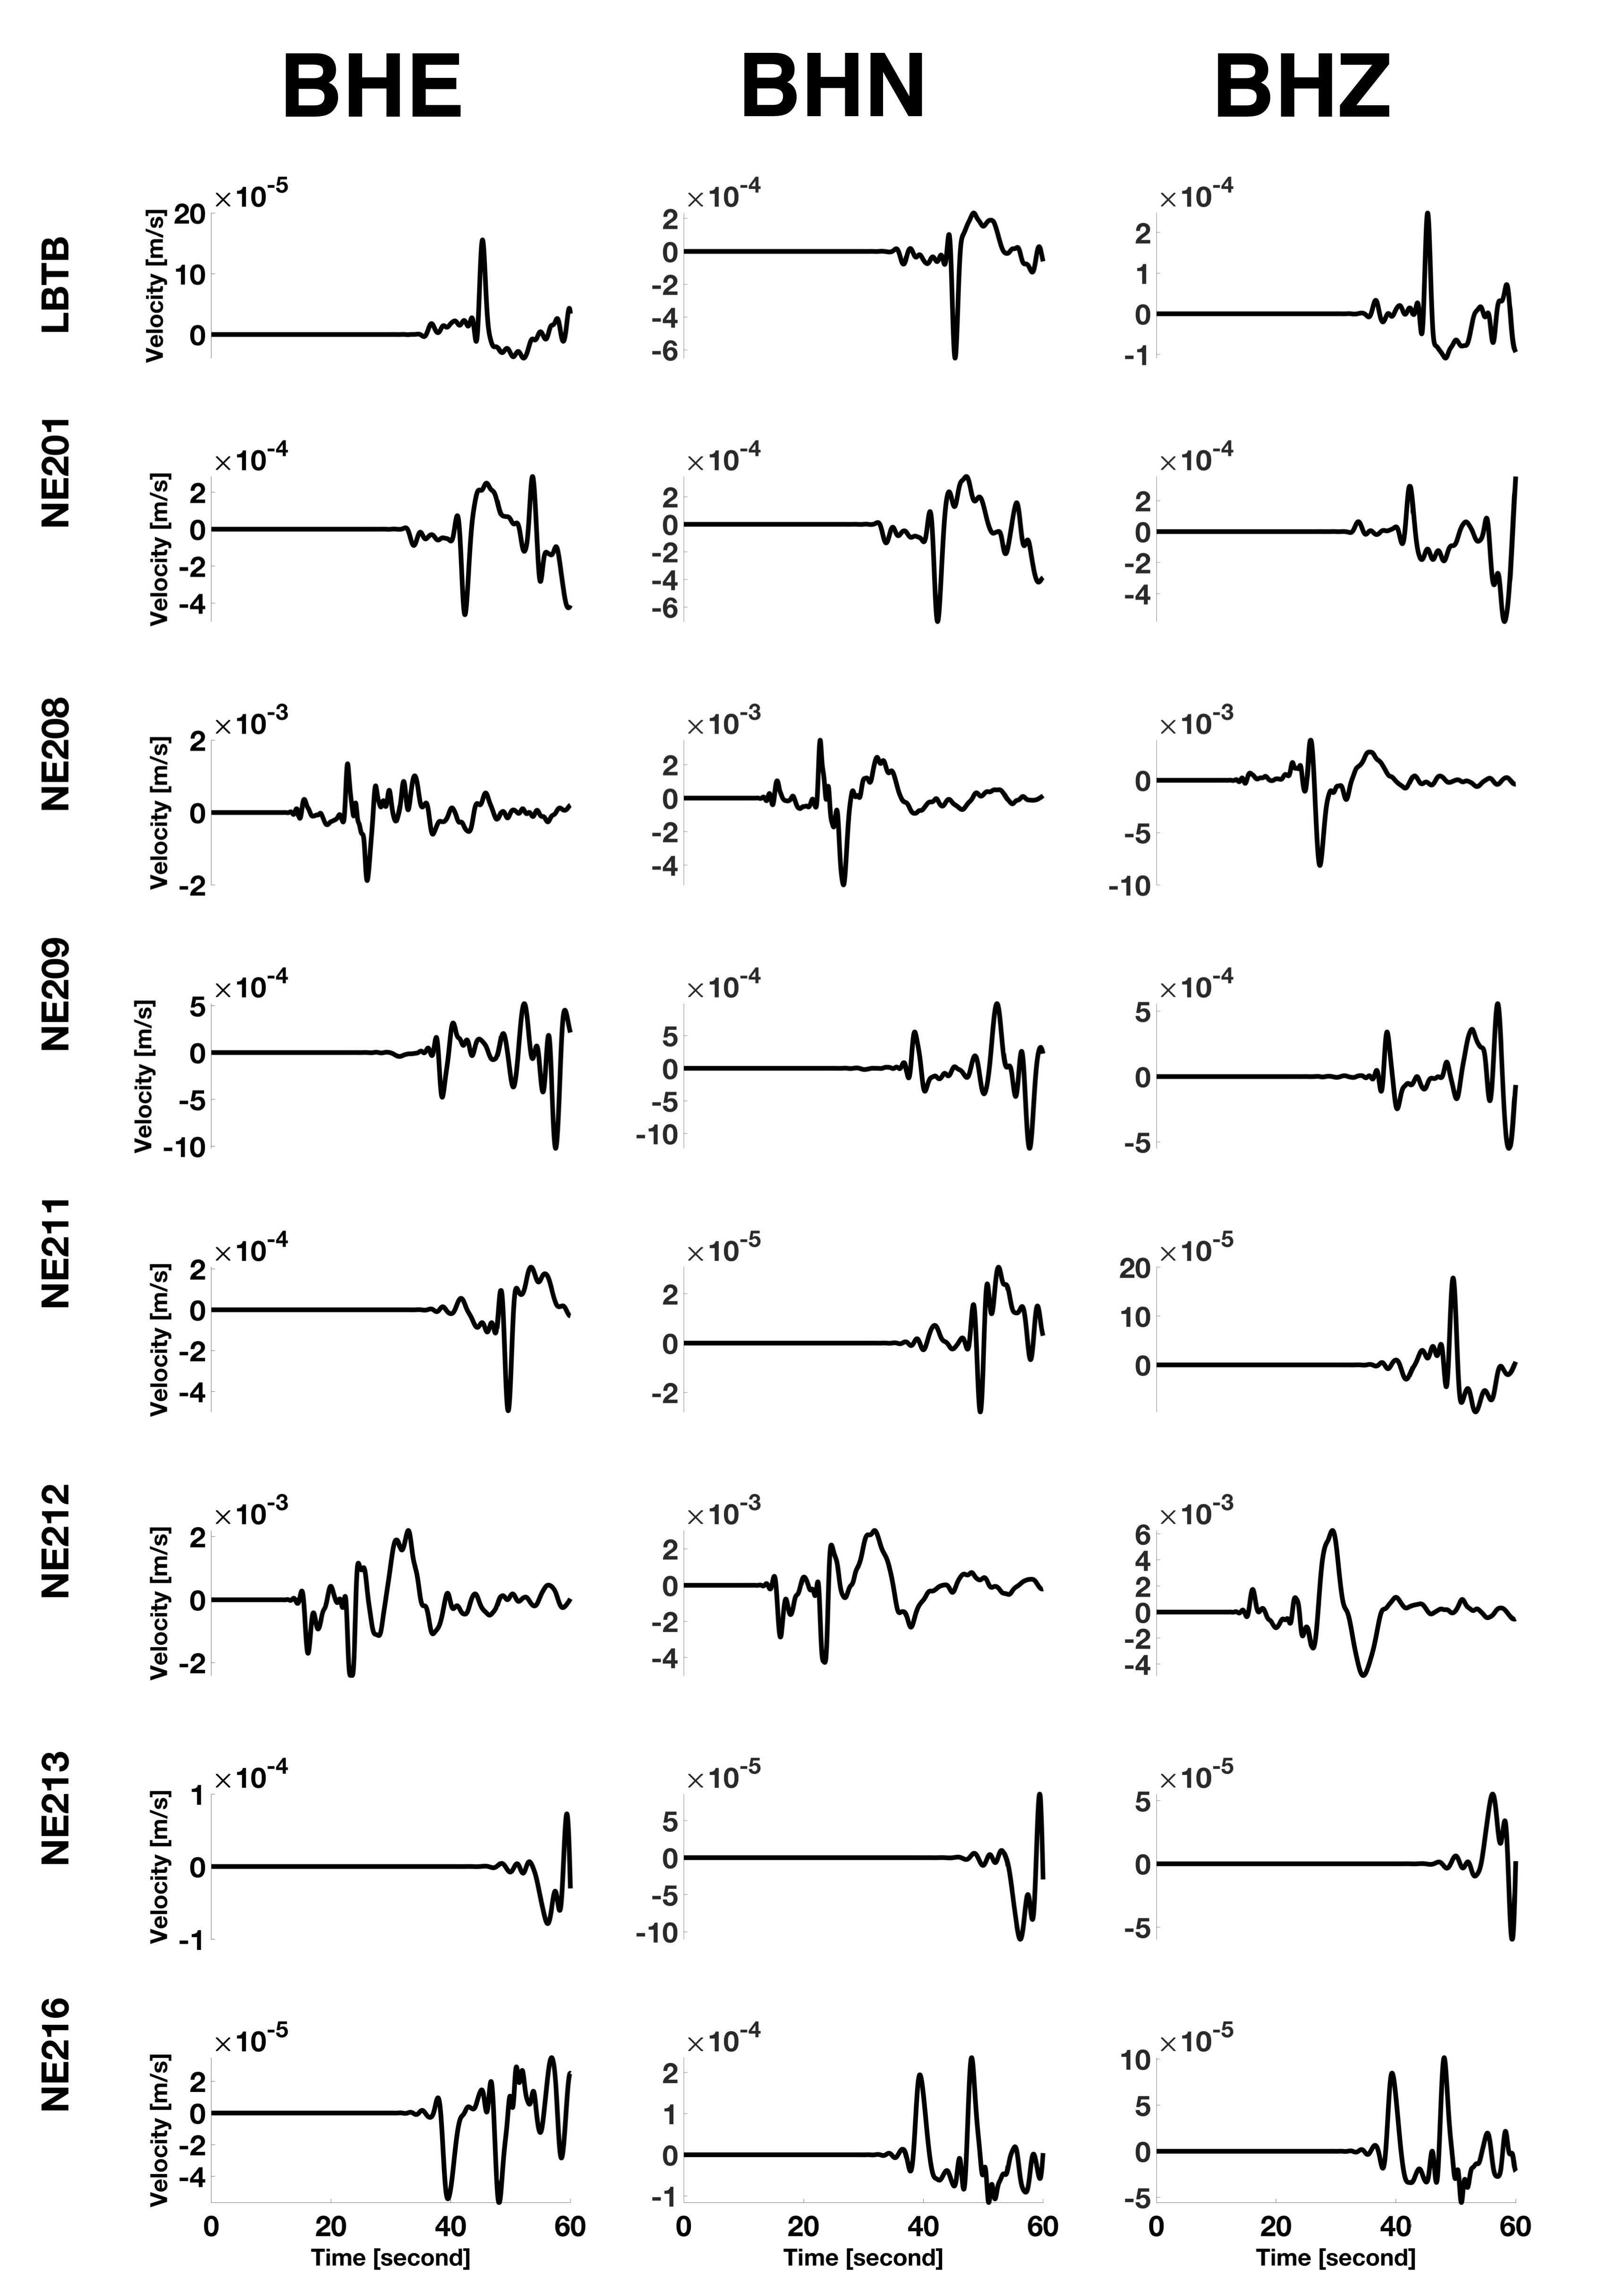 BHE BHN BHZ
LBTB
×10-5 ×10-4 ×10-4
Velocity [m/s]
20 10 0
2 0 -2 -4 -6
2 1 0 -1
NE201
×10-4 ×10-4 ×10-4
Velocity [m/s]
2 0 -2 -4
2 0 -2 -4 -6
2 0 -2 -4
NE208
×10-3 ×10-3 ×10-3
Velocity [m/s]
2 0 -2
2 0 -2 -4
0 -5 -10
NE209
×10-4 ×10-4 ×10-4
Velocity [m/s]
5 0 -5 -10
5 0 -5 -10
5 0 -5
NE211
×10-4 ×10-5 ×10-5
Velocity [m/s]
2 0 -2 -4
2 0 -2
20 10 0
NE212
×10-3 ×10-3 ×10-3
Velocity [m/s]
2 0 -2
2 0 -2 -4
6 4 2 0 -2 -4
NE213
×10-4 ×10-5 ×10-5
Velocity [m/s]
1 0 -1
5 0 -5 -10
5 0 -5
NE216
×10-5 ×10-4 ×10-5
Velocity [m/s]
2 0 -2 -4
2 1 0 -1
10 5 0 -5
0 20 40 60 0 20 40 60 0 20 40 60
Time [second] Time [second] Time [second]